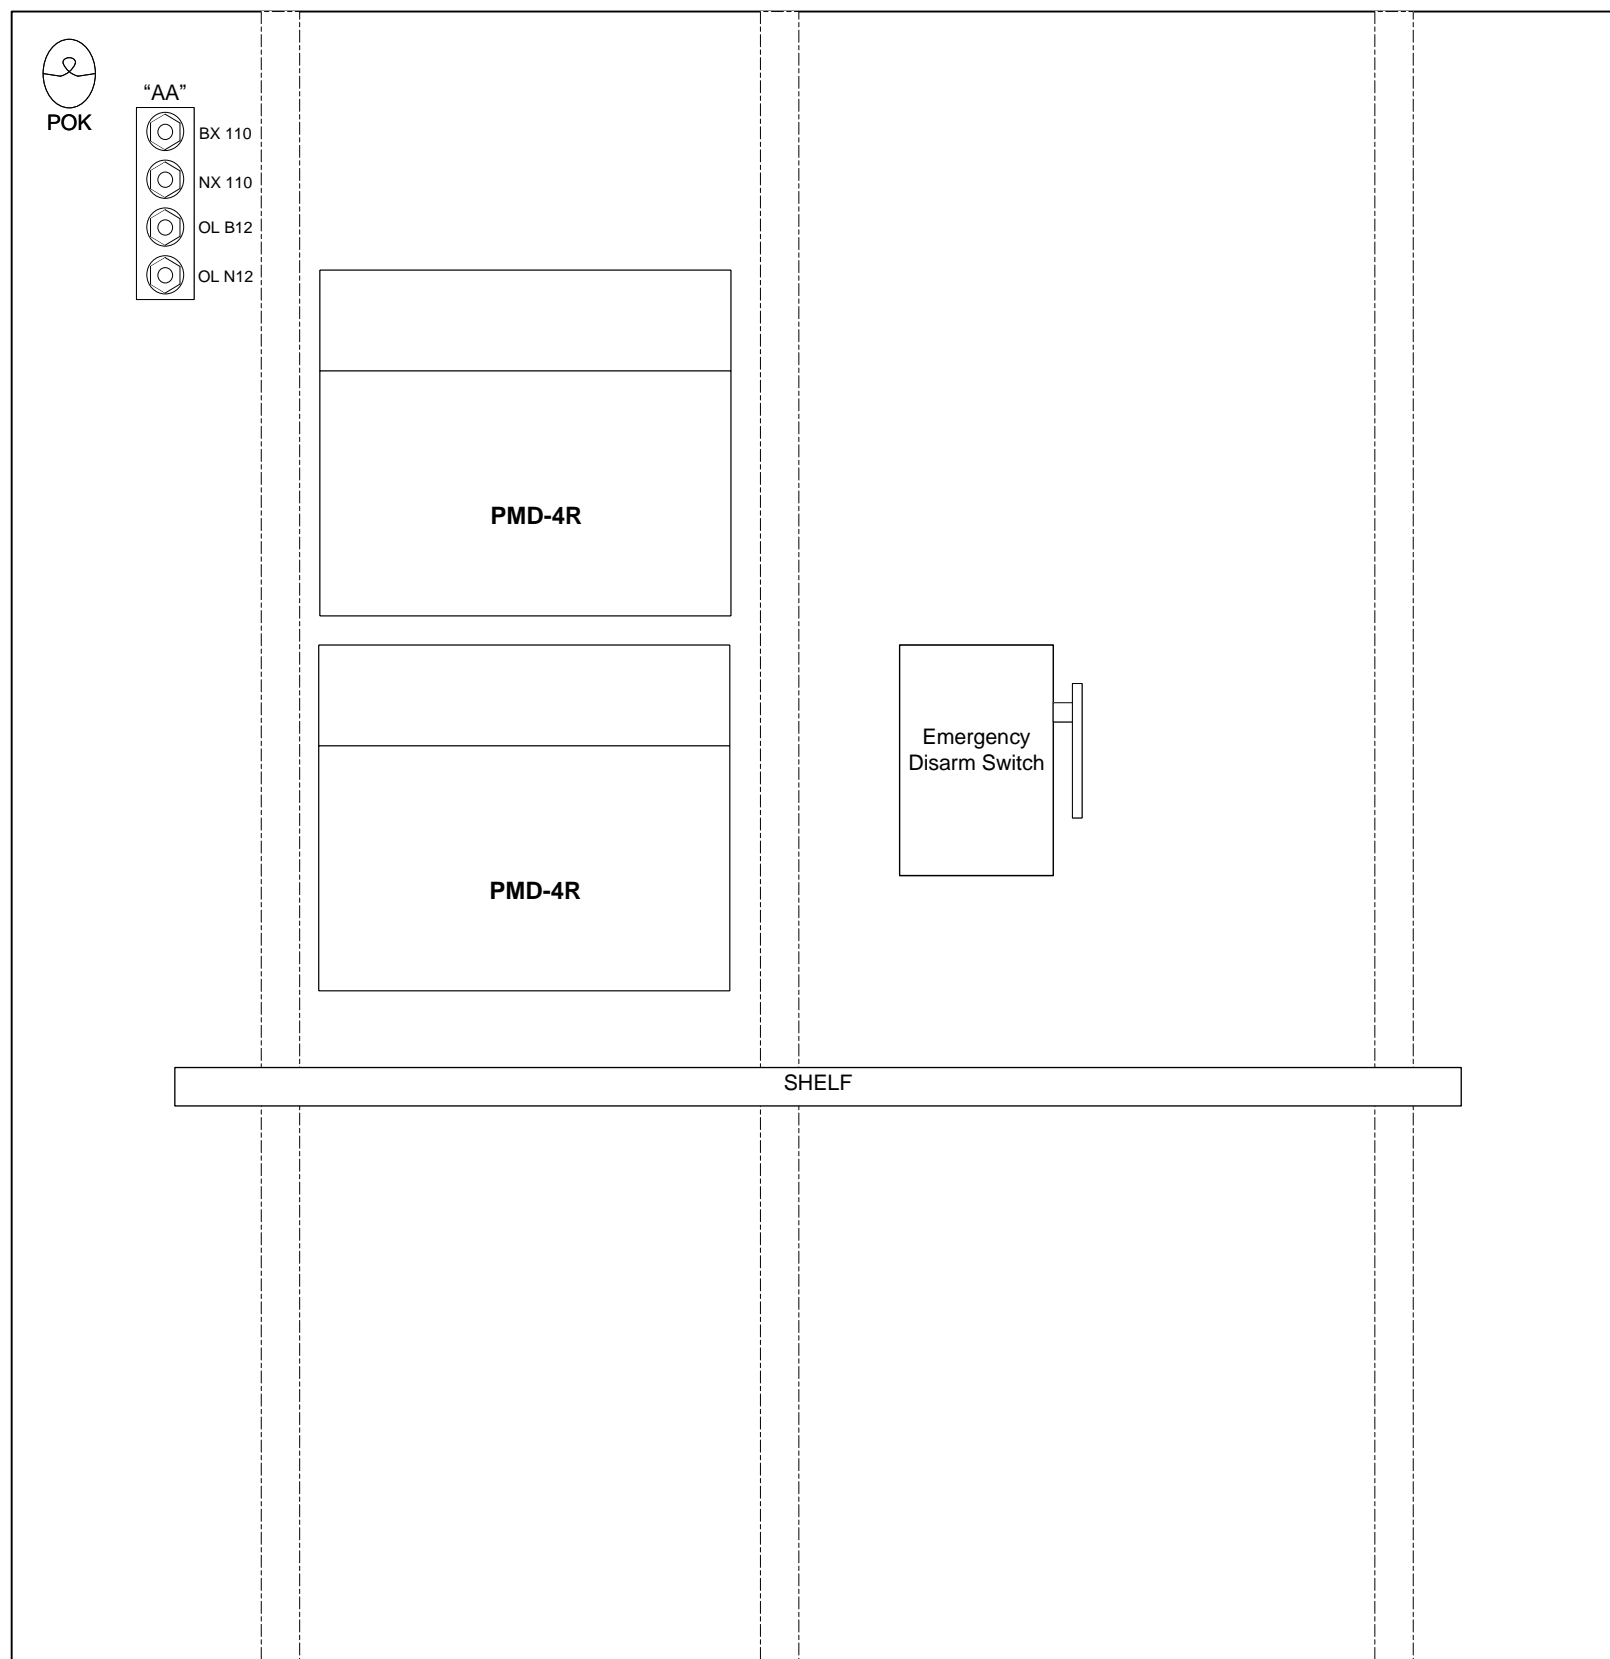 “AA”
POK
BX 110
NX 110
OL B12
OL N12
PMD-4R
Emergency
Disarm Switch
PMD-4R
SHELF